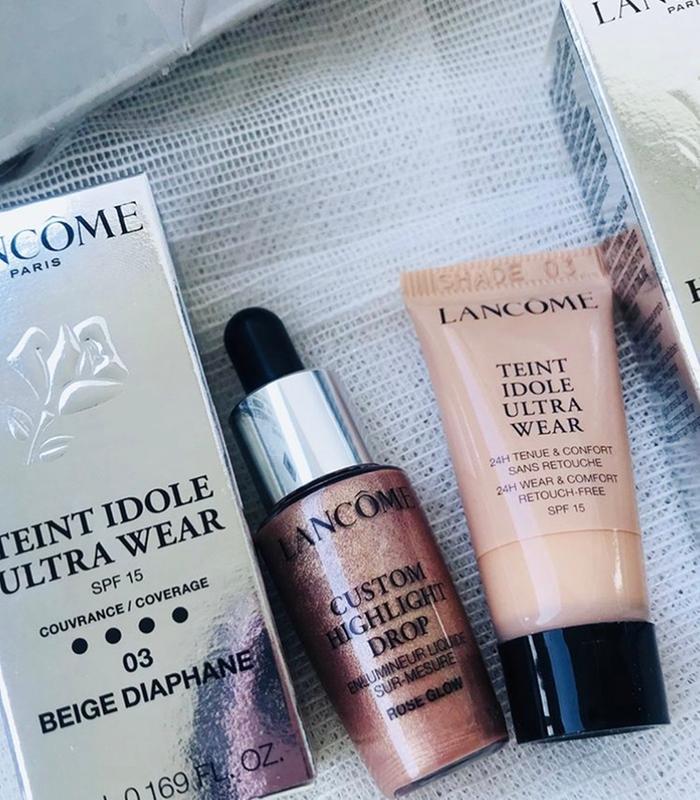 LAN
PARIS
NCÔME
PARIS
TEINT IDOLE
ULTRA WEAR
SPF 15
COUVRANCE / COVERAGE
03
BEIGE DIAPHANE
0.169 FL. OZ.
LANCÔME
CUSTOM
HIGHLIGHT
DROP
ENLUMINEUR LIQUIDE
SUR-MESURE
ROSE GLOW
SHADE 03
LANCOME
TEINT
IDOLE
ULTRA
WEAR
24H TENUE & CONFORT
SANS RETOUCHE
24H WEAR & COMFORT
RETOUCH-FREE
SPF 15